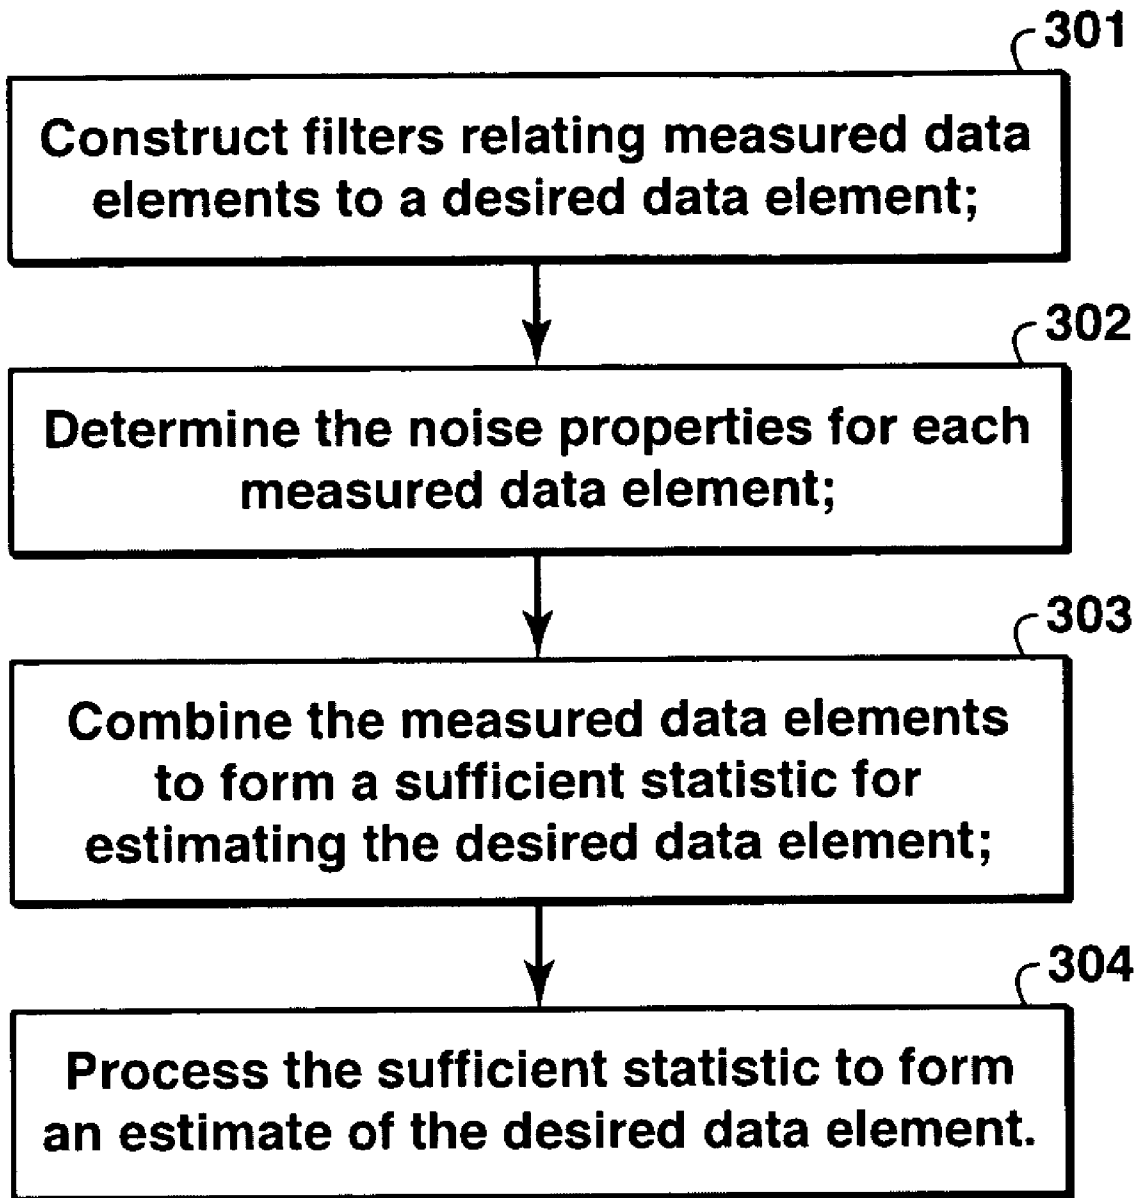 301
Construct filters relating measured data
elements to a desired data element;
302
Determine the noise properties for each
measured data element;
303
Combine the measured data elements
to form a sufficient statistic for
estimating the desired data element;
304
Process the sufficient statistic to form
an estimate of the desired data element.